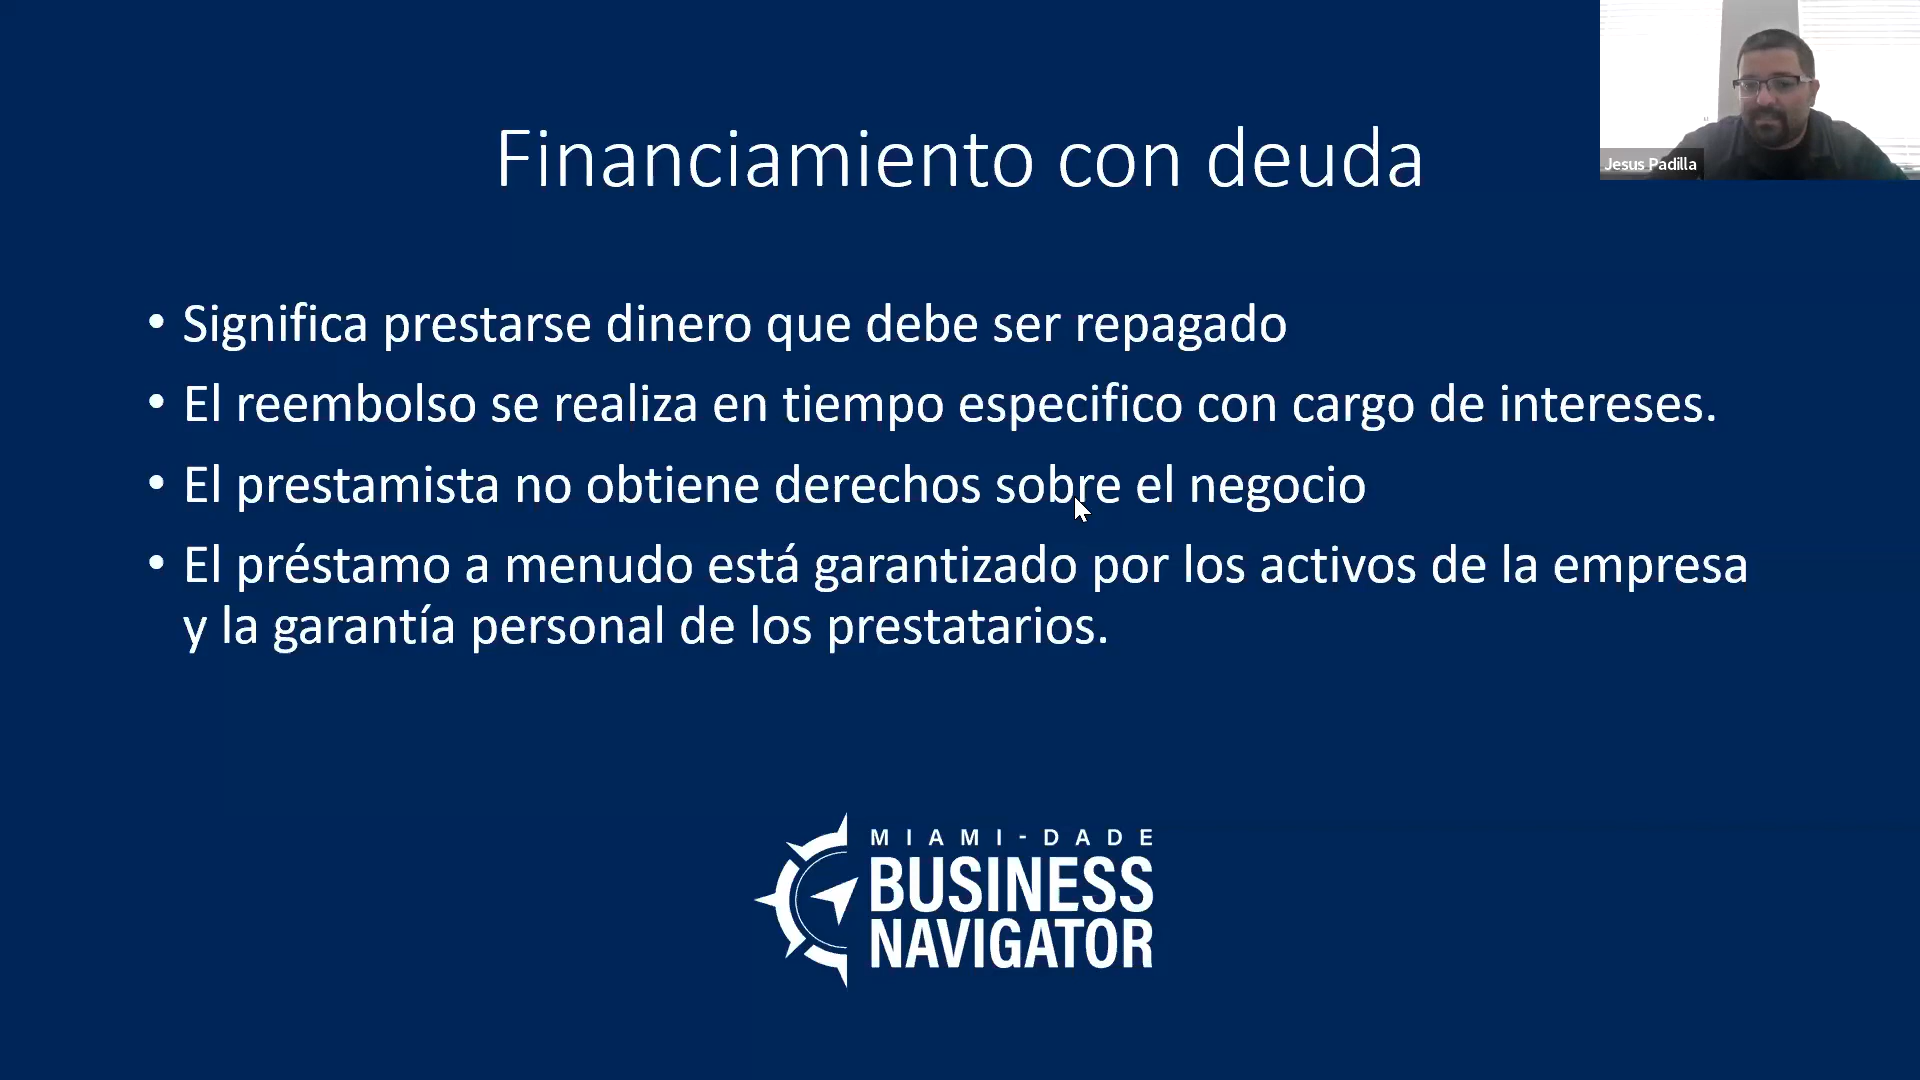 Financiamiento con deuda
Jesus Padilla
• Significa prestarse dinero que debe ser repagado
• El reembolso se realiza en tiempo especifico con cargo de intereses.
• El prestamista no obtiene derechos sobre el negocio
• El préstamo a menudo está garantizado por los activos de la empresa
y la garantía personal de los prestatarios.
MIAMI-DADE
BUSINESS
NAVIGATOR